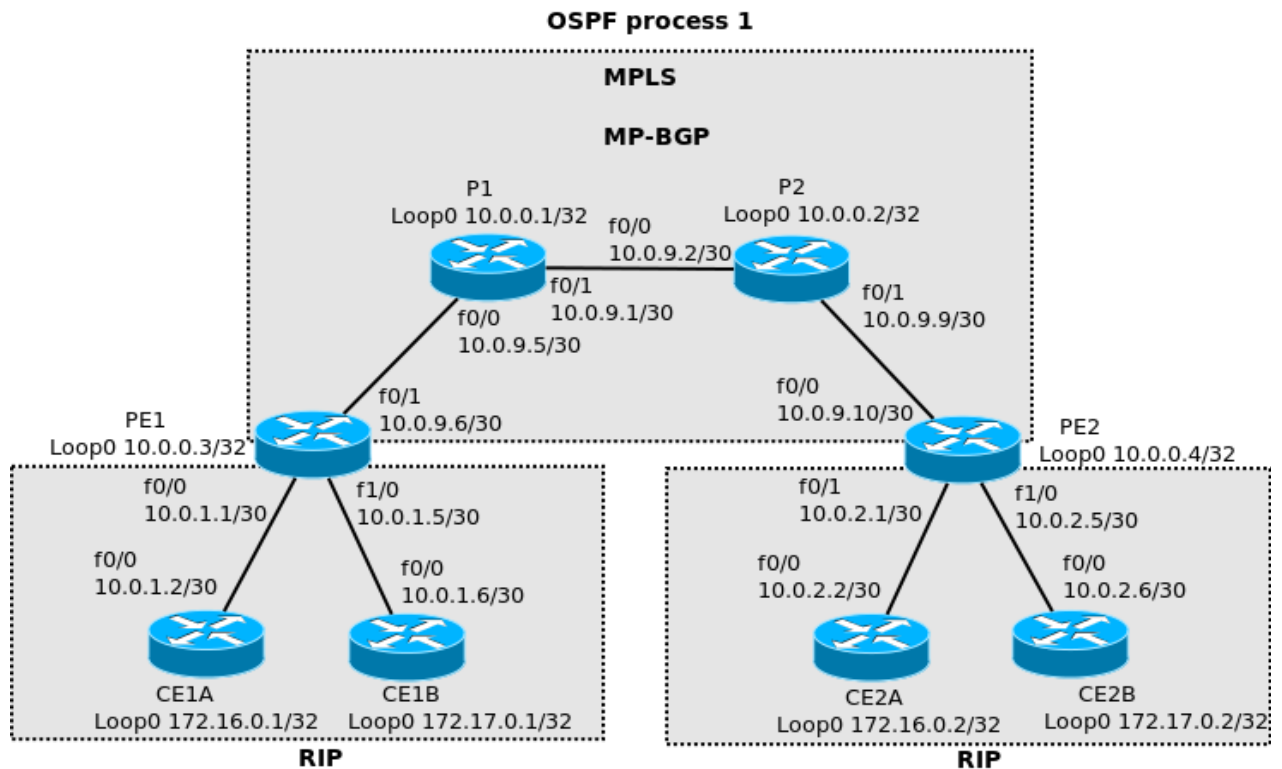 OSPF process 1
MPLS
MP-BGP
P1
Loop0 10.0.0.1/32
P2
Loop0 10.0.0.2/32
f0/0
10.0.9.2/30
f0/1
10.0.9.1/30
f0/0
10.0.9.5/30
f0/1
10.0.9.9/30
f0/1
10.0.9.6/30
f0/0
10.0.9.10/30
PE1
Loop0 10.0.0.3/32
PE2
Loop0 10.0.0.4/32
f0/0
10.0.1.1/30
f1/0
10.0.1.5/30
f0/0
10.0.1.2/30
f0/0
10.0.1.6/30
CE1A
Loop0 172.16.0.1/32
CE1B
Loop0 172.17.0.1/32
RIP
f0/1
10.0.2.1/30
f1/0
10.0.2.5/30
f0/0
10.0.2.2/30
f0/0
10.0.2.6/30
CE2A
Loop0 172.16.0.2/32
CE2B
Loop0 172.17.0.2/32
RIP